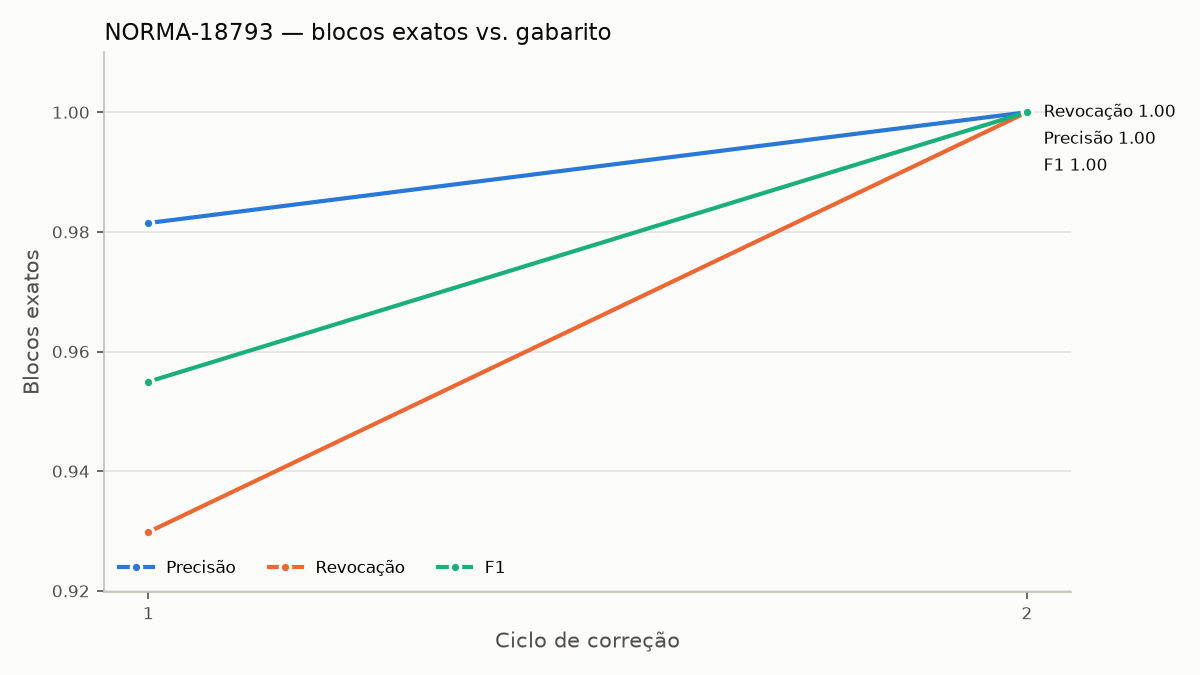 NORMA-18793 — blocos exatos vs. gabarito
1.00
0.98
0.96
0.94
0.92
Blocos exatos
Revocação 1.00
Precisão 1.00
F1 1.00
Precisão
Revocação
F1
1
2
Ciclo de correção